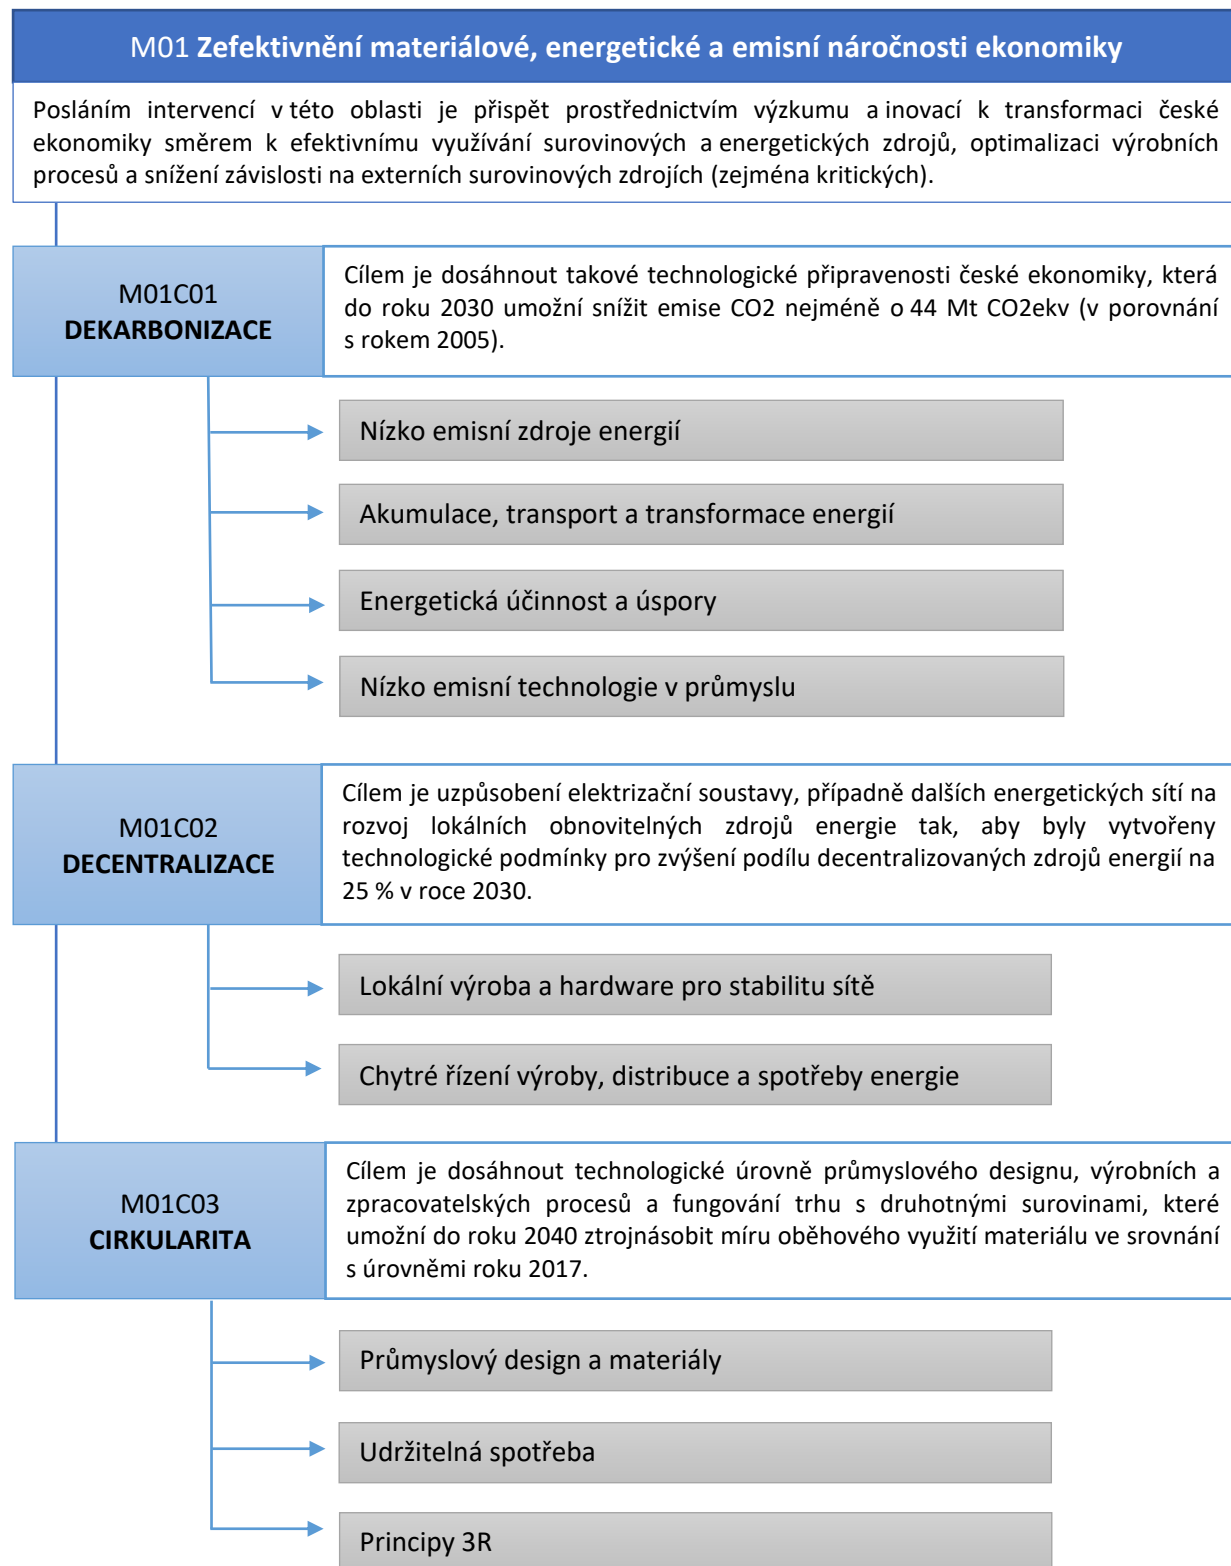 M01 Zefektivnění materiálové, energetické a emisní náročnosti ekonomiky
Posláním intervencí v této oblasti je přispět prostřednictvím výzkumu a inovací k transformaci české
ekonomiky směrem k efektivnímu využívání surovinových a energetických zdrojů, optimalizaci výrobních
procesů a snížení závislosti na externích surovinových zdrojích (zejména kritických).
M01C01
DEKARBONIZACE
Cílem je dosáhnout takové technologické připravenosti české ekonomiky, která
do roku 2030 umožní snížit emise CO2 nejméně o 44 Mt CO2ekv (v porovnání
s rokem 2005).
Nízko emisní zdroje energií
Akumulace, transport a transformace energií
Energetická účinnost a úspory
Nízko emisní technologie v průmyslu
M01C02
DECENTRALIZACE
Cílem je uzpůsobení elektrizační soustavy, případně dalších energetických sítí na
rozvoj lokálních obnovitelných zdrojů energie tak, aby byly vytvořeny
technologické podmínky pro zvýšení podílu decentralizovaných zdrojů energií na
25 % v roce 2030.
Lokální výroba a hardware pro stabilitu sítě
Chytré řízení výroby, distribuce a spotřeby energie
M01C03
CIRKULARITA
Cílem je dosáhnout technologické úrovně průmyslového designu, výrobních a
zpracovatelských procesů a fungování trhu s druhotnými surovinami, které
umožní do roku 2040 ztrojnásobit míru oběhového využití materiálu ve srovnání
s úrovněmi roku 2017.
Průmyslový design a materiály
Udržitelná spotřeba
Principy 3R